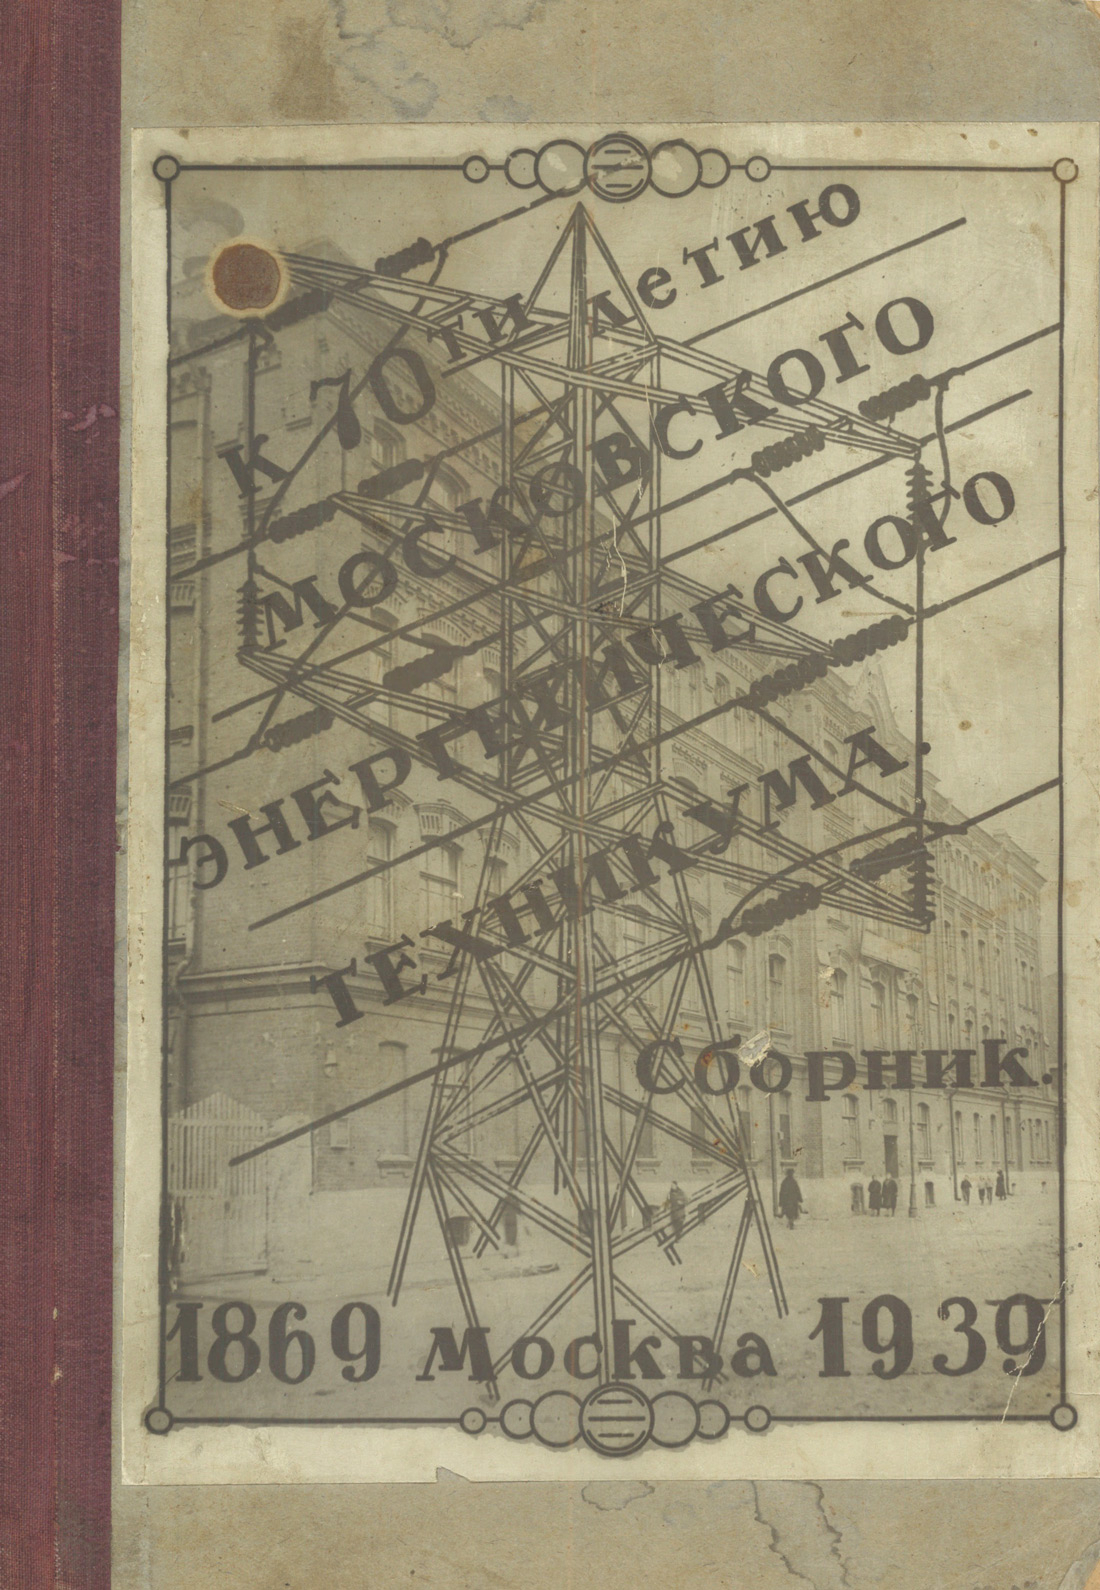 К 70ти летию
МОСКОВСКОГО
ЭНЕРГЕТИЧЕСКОГО
ТЕХНИКУМА.
Сборник.
1869 Москва 1939